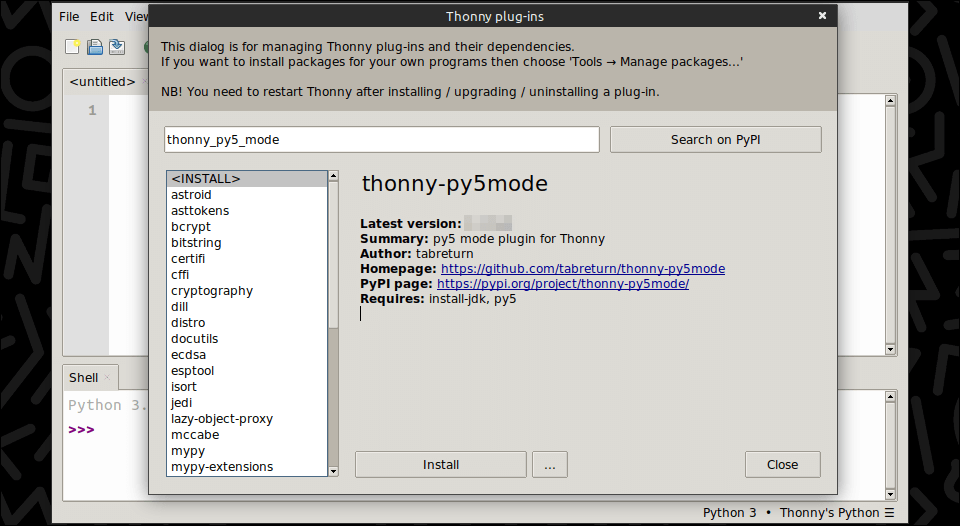 Thonny plug-ins
File Edit View
This dialog is for managing Thonny plug-ins and their dependencies.
If you want to install packages for your own programs then choose 'Tools → Manage packages...'
NB! You need to restart Thonny after installing / upgrading / uninstalling a plug-in.
<untitled>
1
thonny_py5_mode
Search on PyPI
<INSTALL>
astroid
asttokens
bcrypt
bitstring
certifi
cffi
cryptography
dill
distro
docutils
ecdsa
esptool
isort
jedi
lazy-object-proxy
mccabe
mypy
mypy-extensions
thonny-py5mode
Latest version:
Summary: py5 mode plugin for Thonny
Author: tabreturn
Homepage: https://github.com/tabreturn/thonny-py5mode
PyPI page: https://pypi.org/project/thonny-py5mode/
Requires: install-jdk, py5
Install
...
Close
Shell
Python 3.
>>>
Python 3 • Thonny's Python ☰